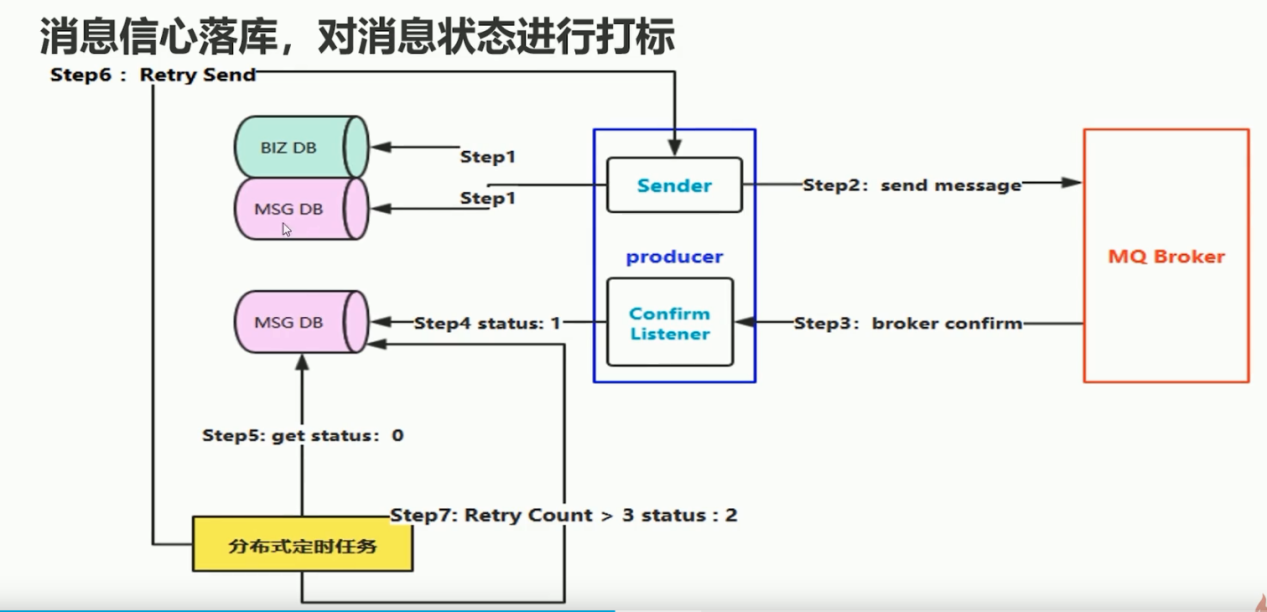 消息信心落库，对消息状态进行打标
Step6： Retry Send
BIZ DB
Step1
MSG DB
Step1
Sender
Step2：send message
producer
MQ Broker
MSG DB
Step4 status: 1
Confirm
Listener
Step3：broker confirm
Step5: get status：0
Step7: Retry Count > 3 status : 2
分布式定时任务